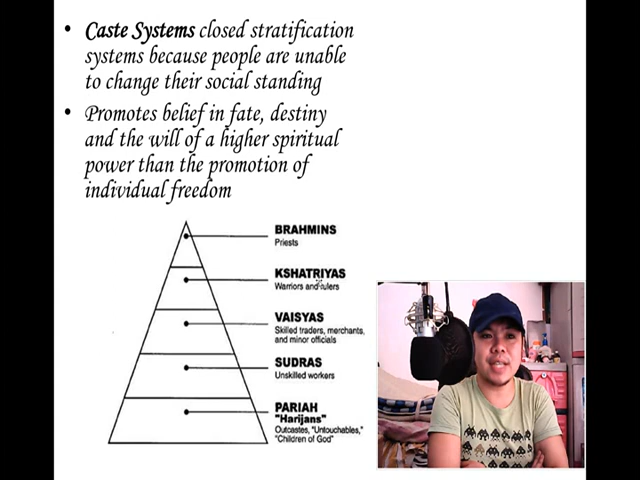 • Caste Systems closed stratification
systems because people are unable
to change their social standing
• Promotes belief in fate, destiny
and the will of a higher spiritual
power than the promotion of
individual freedom
BRAHMINS
Priests
KSHATRIYAS
Warriors and rulers
VAISYAS
Skilled traders, merchants,
and minor officials
SUDRAS
Unskilled workers
PARIAH
"Harijans"
Outcastes, "Untouchables,"
"Children of God"